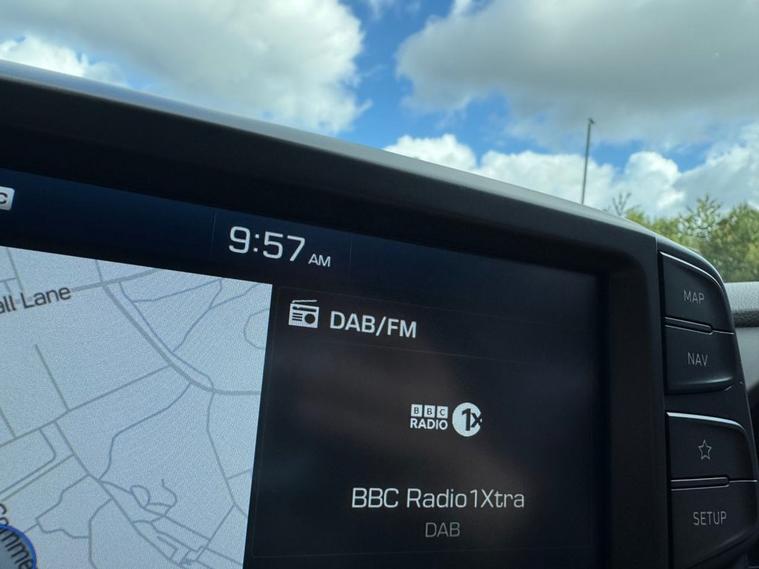 9:57 AM
all Lane
DAB/FM
BBC
RADIO 1X
BBC Radio1Xtra
DAB
MAP
NAV
SETUP